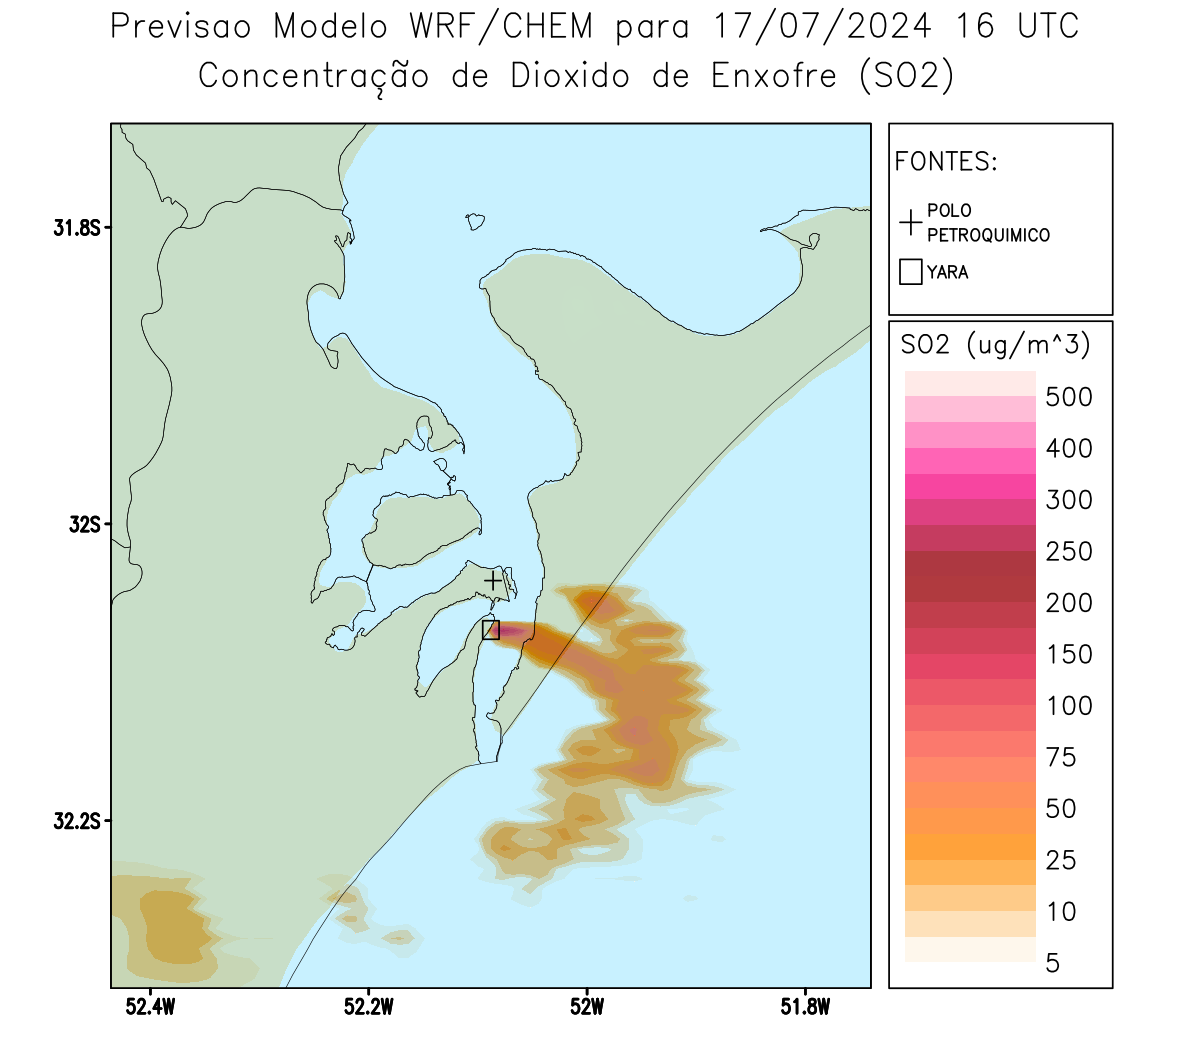 Previsao Modelo WRF/CHEM para 17/07/2024 16 UTC
Concentração de Dioxido de Enxofre (SO2)
FONTES:
POLO
PETROQUIMICO
YARA
31.8S
32S
32.2S
52.4W
52.2W
52W
51.8W
SO2 (ug/m^3)
500
400
300
250
200
150
100
75
50
25
10
5